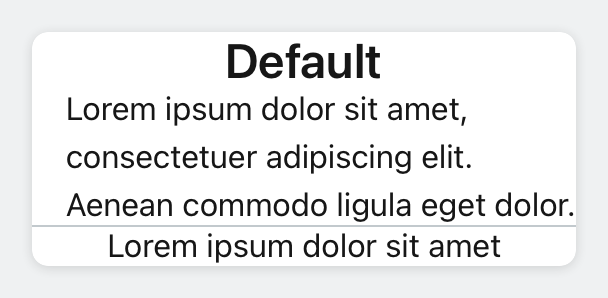 Default
Lorem ipsum dolor sit amet,
consectetuer adipiscing elit.
Aenean commodo ligula eget dolor.
Lorem ipsum dolor sit amet